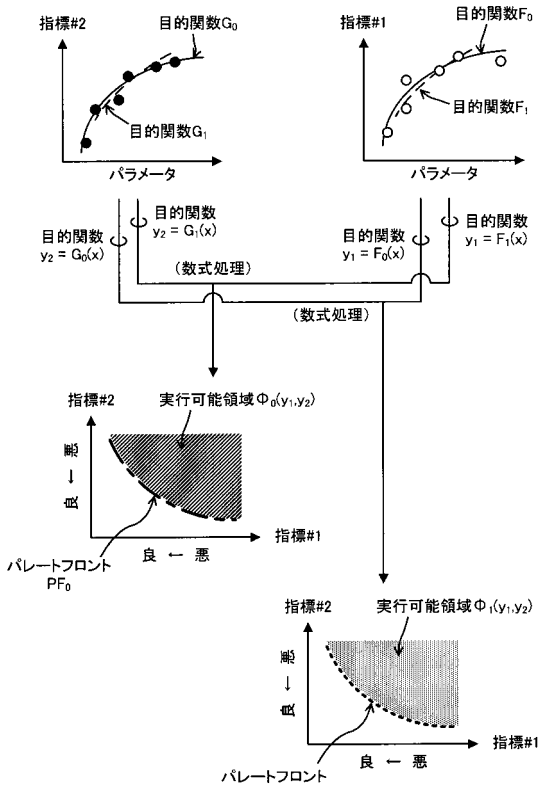 指標#2
目的関数G₀
目的関数G₁
パラメータ
指標#1
目的関数F₀
目的関数F₁
パラメータ
目的関数
y₂ = G₀(x)
目的関数
y₂ = G₁(x)
目的関数
y₁ = F₀(x)
目的関数
y₁ = F₁(x)
(数式処理)
(数式処理)
指標#2
実行可能領域Φ₀(y₁,y₂)
良 ← 悪
指標#1
良 ← 悪
パレートフロント
PF₀
指標#2
実行可能領域Φ₁(y₁,y₂)
良 ← 悪
指標#1
良 ← 悪
パレートフロント